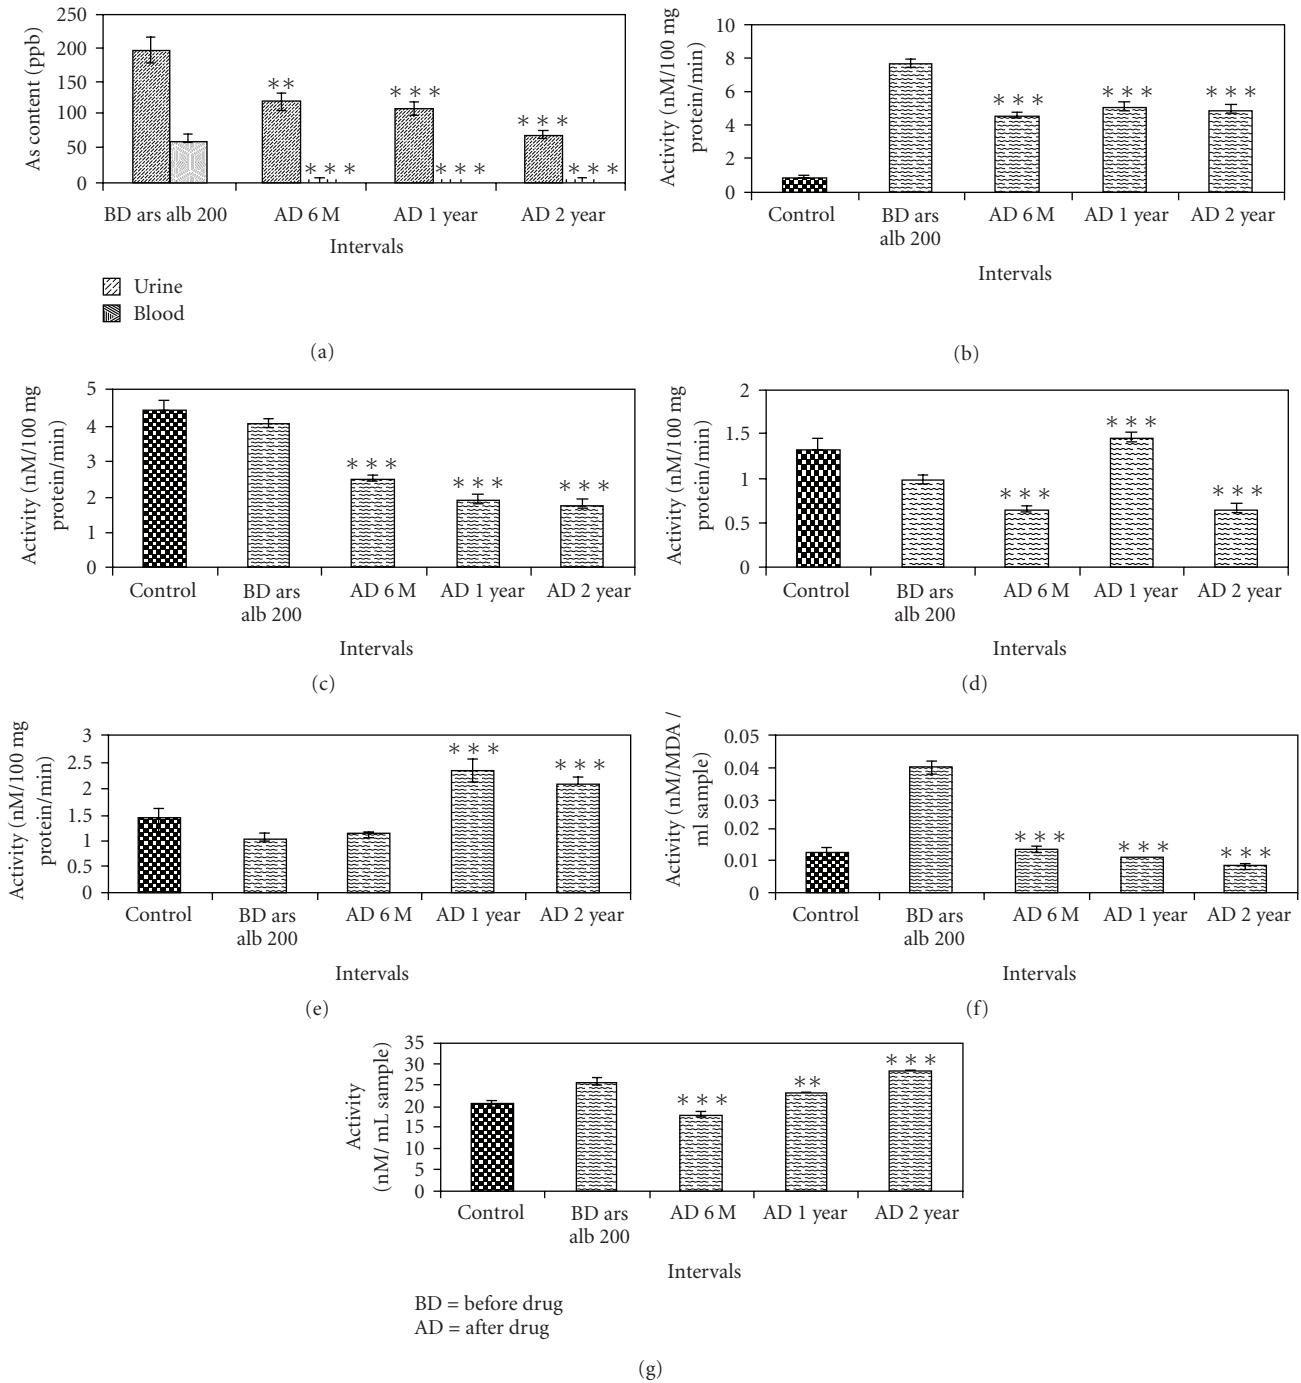 As content (ppb)
250
200
150
100
50
0
∗∗
∗∗∗
∗∗∗
∗∗∗
∗∗∗
∗∗∗
BD ars alb 200
AD 6 M
AD 1 year
AD 2 year
Intervals
Urine
Blood
(a)
Activity (nM/100 mg
protein/min)
10
8
6
4
2
0
∗∗∗
∗∗∗
∗∗∗
Control
BD ars
alb 200
AD 6 M
AD 1 year
AD 2 year
Intervals
(b)
Activity (nM/100 mg
protein/min)
5
4
3
2
1
0
∗∗∗
∗∗∗
∗∗∗
Control
BD ars
alb 200
AD 6 M
AD 1 year
AD 2 year
Intervals
(c)
Activity (nM/100 mg
protein/min)
2
1.5
1
0.5
0
∗∗∗
∗∗∗
∗∗∗
Control
BD ars
alb 200
AD 6 M
AD 1 year
AD 2 year
Intervals
(d)
Activity (nM/100 mg
protein/min)
3
2.5
2
1.5
1
0.5
0
∗∗∗
∗∗∗
Control
BD ars
alb 200
AD 6 M
AD 1 year
AD 2 year
Intervals
(e)
Activity (nM/MDA /
ml sample)
0.05
0.04
0.03
0.02
0.01
0
∗∗∗
∗∗∗
∗∗∗
Control
BD ars
alb 200
AD 6 M
AD 1 year
AD 2 year
Intervals
(f)
Activity
(nM/ mL sample)
35
30
25
20
15
10
5
0
∗∗∗
∗∗
∗∗∗
Control
BD ars
alb 200
AD 6 M
AD 1 year
AD 2 year
Intervals
BD = before drug
AD = after drug
(g)